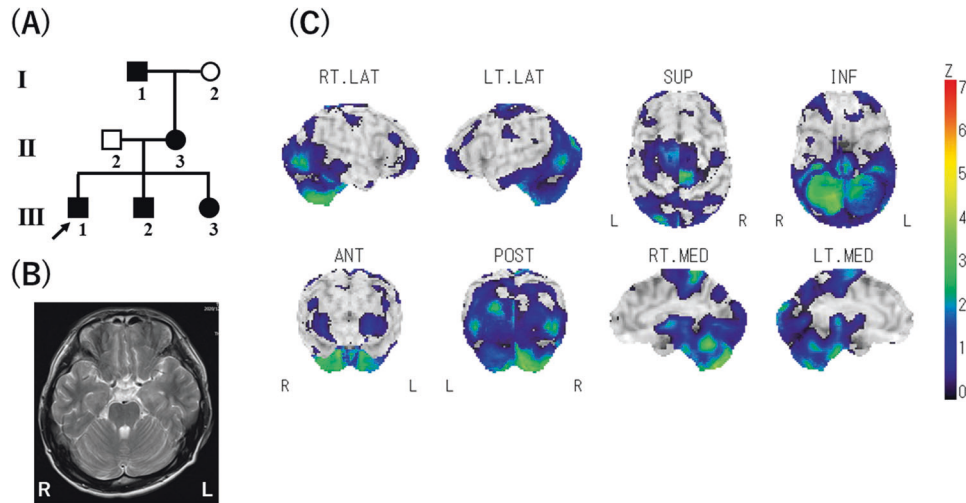 (A)
I
1
2
II
2
3
III
1
2
3
(B)
R
L
(C)
RT.LAT
LT.LAT
SUP
INF
L
R
R
L
ANT
POST
RT.MED
LT.MED
R
L
L
R
Z
7
6
5
4
3
2
1
0